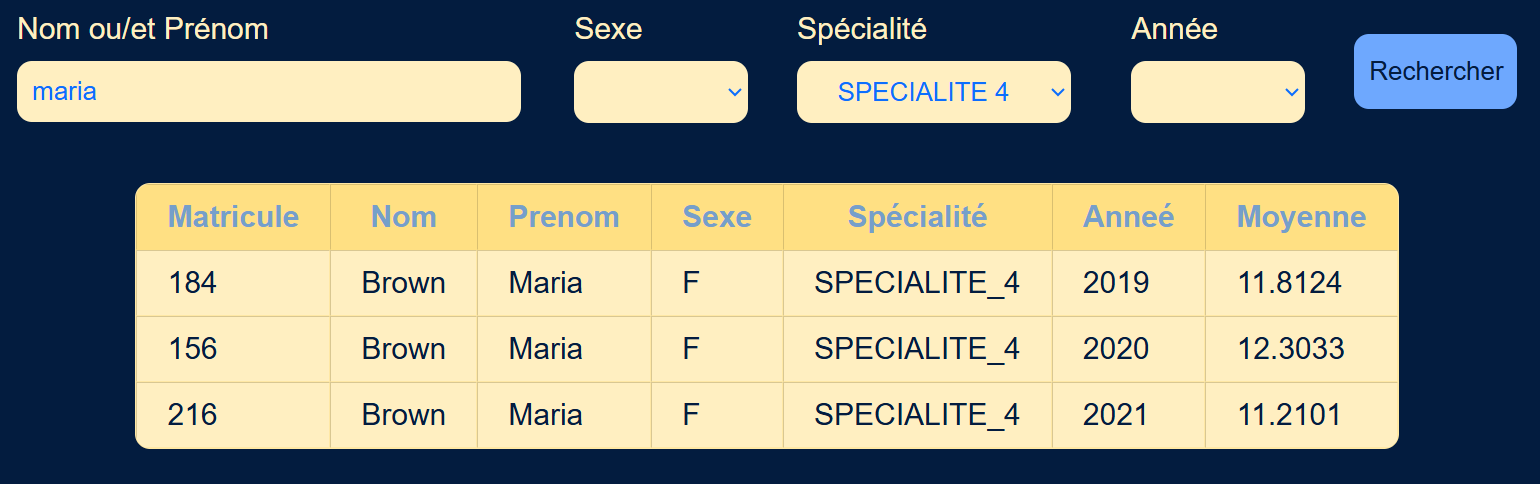 Nom ou/et Prénom Sexe Spécialité Année
maria SPECIALITE 4 Rechercher
Matricule Nom Prenom Sexe Spécialité Anneé Moyenne
184 Brown Maria F SPECIALITE_4 2019 11.8124
156 Brown Maria F SPECIALITE_4 2020 12.3033
216 Brown Maria F SPECIALITE_4 2021 11.2101